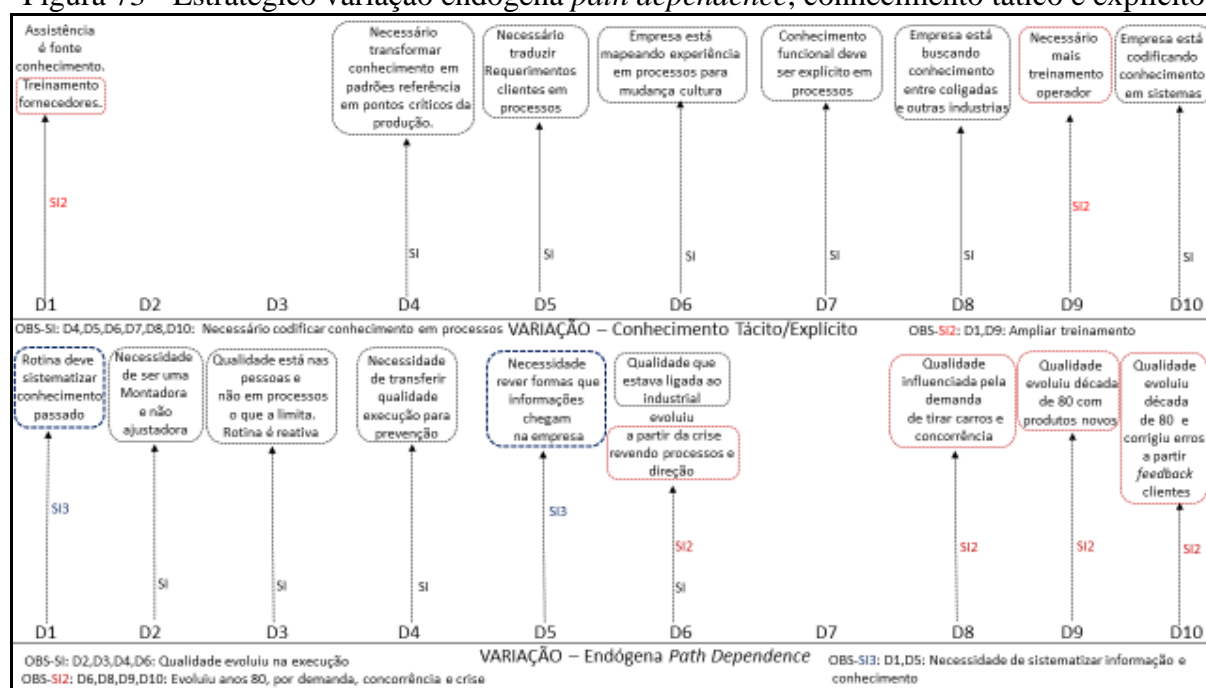 Figura 73 - Estratégico variação endógena path dependence, conhecimento tático e explícito
Assistência
é fonte
conhecimento.
Treinamento
fornecedores.
Necessário
transformar
conhecimento em
padrões referência
em pontos críticos da
produção.
Necessário
traduzir
Requerimentos
clientes em
processos
Empresa está
mapeando experiência
em processos para
mudança cultura
Conhecimento
funcional deve
ser explícito em
processos
Empresa está
buscando
conhecimento
entre coligadas
e outras industrias
Necessário
mais
treinamento
operador
Empresa está
codificando
conhecimento
em sistemas
SI2
SI
SI
SI
SI
SI
SI2
SI
D1 D2 D3 D4 D5 D6 D7 D8 D9 D10
OBS-SI: D4,D5,D6,D7,D8,D10: Necessário codificar conhecimento em processos
VARIAÇÃO – Conhecimento Tácito/Explícito
OBS-SI2: D1,D9: Ampliar treinamento
Rotina deve
sistematizar
conhecimento
passado
Necessidade
de ser uma
Montadora
e não
ajustadora
Qualidade está nas
pessoas e
não em processos
o que a limita.
Rotina é reativa
Necessidade
de transferir
qualidade
execução para
prevenção
Necessidade
rever formas que
informações
chegam
na empresa
Qualidade que
estava ligada ao
industrial
evoluiu
a partir da crise
revendo processos e
direção
Qualidade
influenciada pela
demanda
de tirar carros e
concorrência
Qualidade
evoluiu década
de 80 com
produtos novos
Qualidade
evoluiu
década
de 80 e
corrigiu erros
a partir
feedback
clientes
SI3
SI
SI
SI
SI3
SI2
SI
SI2
SI2
SI2
D1 D2 D3 D4 D5 D6 D7 D8 D9 D10
OBS-SI: D2,D3,D4,D6: Qualidade evoluiu na execução
VARIAÇÃO – Endógena Path Dependence
OBS-SI3: D1,D5: Necessidade de sistematizar informação e
conhecimento
OBS-SI2: D6,D8,D9,D10: Evoluiu anos 80, por demanda, concorrência e crise